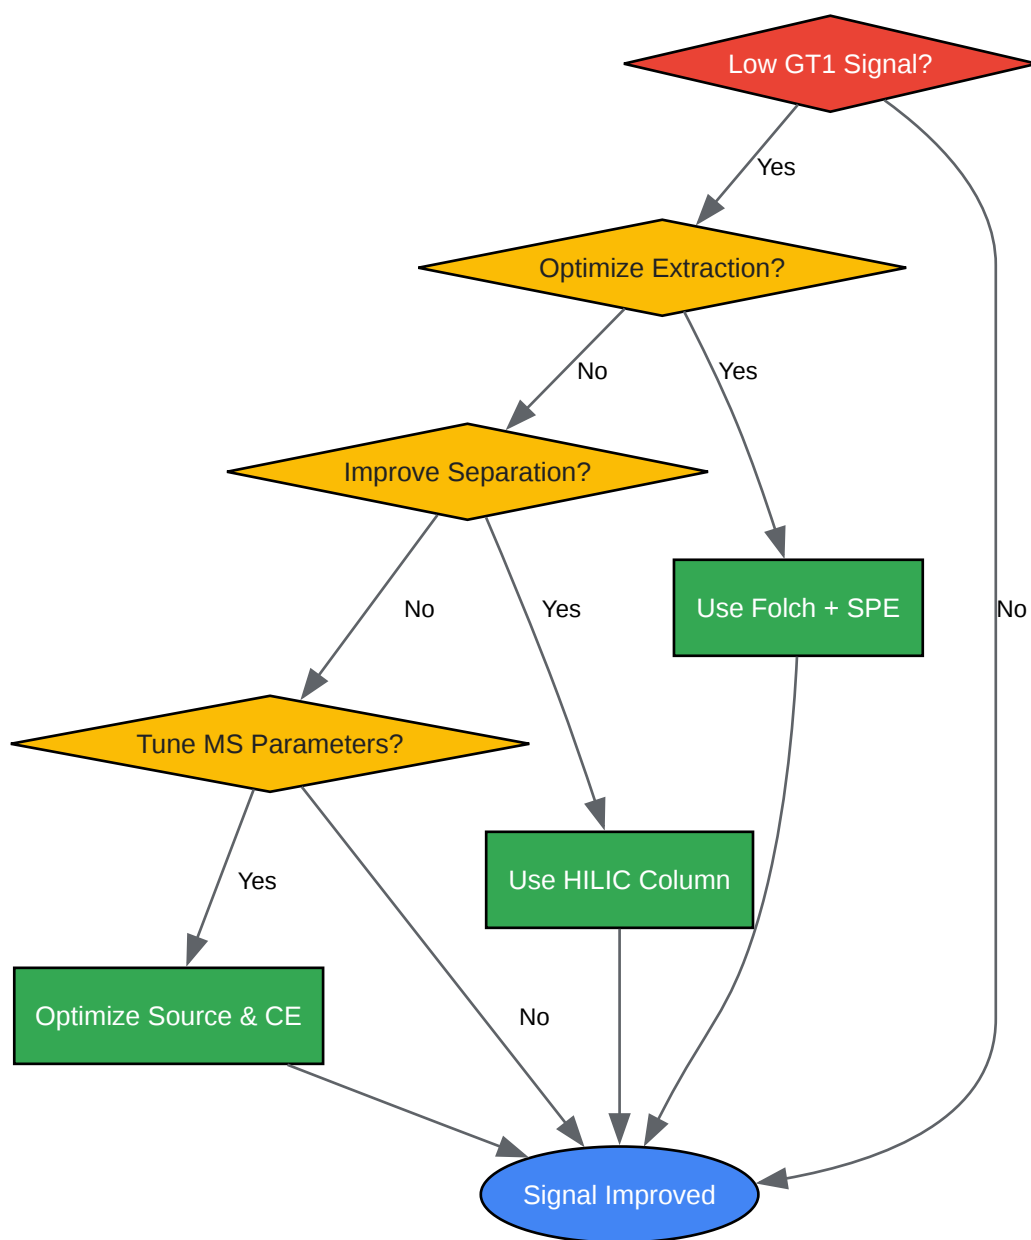 Low GT1 Signal?
Yes
Optimize Extraction?
No
Yes
Improve Separation?
No
Yes
Use Folch + SPE
No
Tune MS Parameters?
Yes
Use HILIC Column
Optimize Source & CE
No
Signal Improved